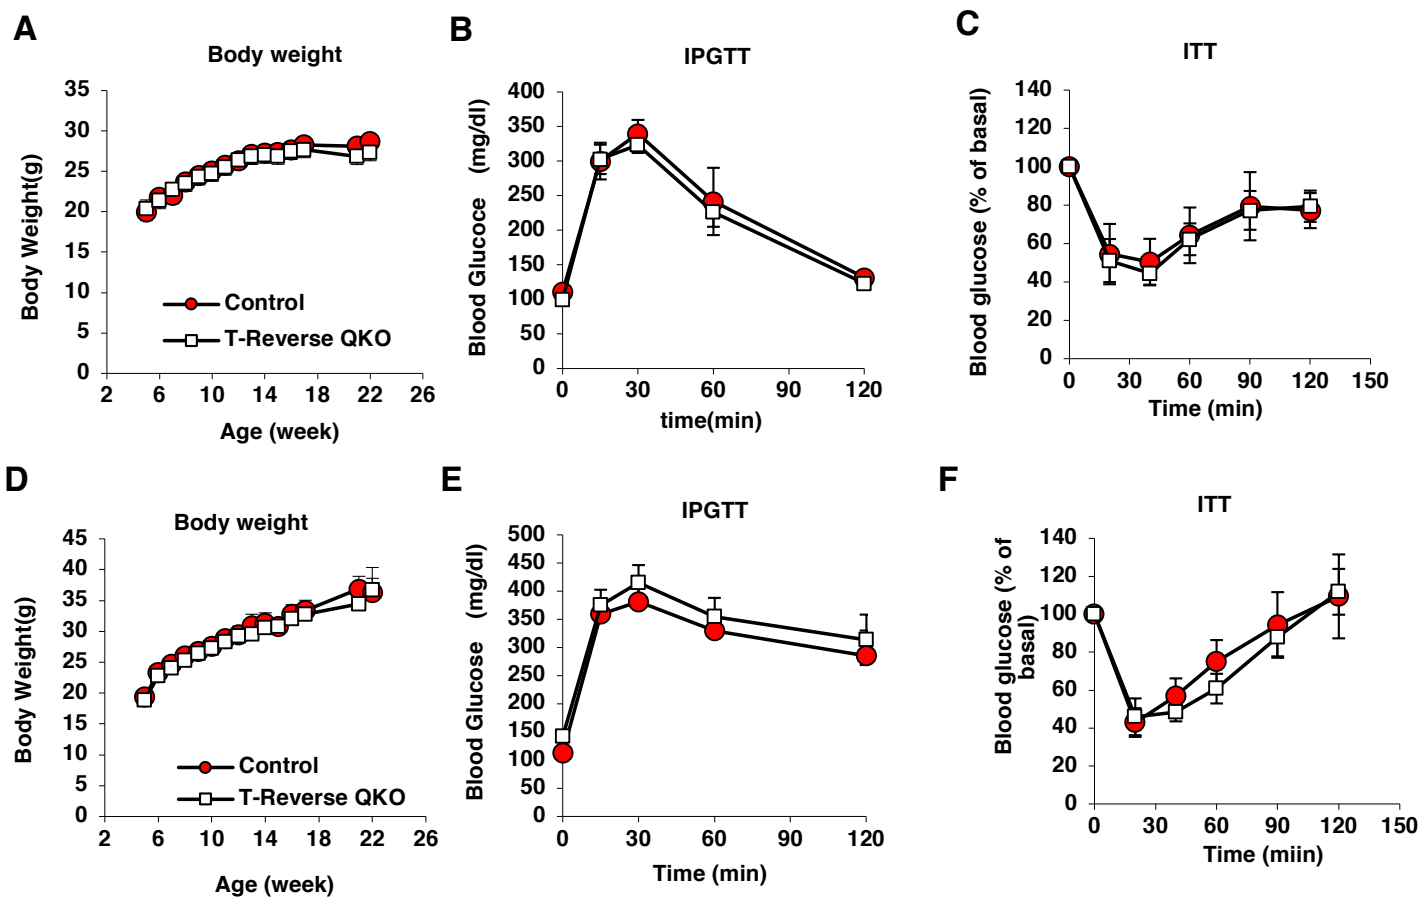 A
Body weight
Body Weight(g)
35
30
25
20
15
10
5
0
2 6 10 14 18 22 26
Age (week)
Control
T-Reverse QKO
B
IPGTT
Blood Glucoce (mg/dl)
400
350
300
250
200
150
100
50
0
0 30 60 90 120
time(min)
C
ITT
Blood glucose (% of basal)
140
120
100
80
60
40
20
0
0 30 60 90 120 150
Time (min)
D
Body weight
Body Weight(g)
45
40
35
30
25
20
15
10
5
0
2 6 10 14 18 22 26
Age (week)
Control
T-Reverse QKO
E
IPGTT
Blood Glucose (mg/dl)
500
450
400
350
300
250
200
150
100
50
0
0 30 60 90 120
Time (min)
F
ITT
Blood glucose (% of
basal)
140
120
100
80
60
40
20
0
0 30 60 90 120 150
Time (miin)